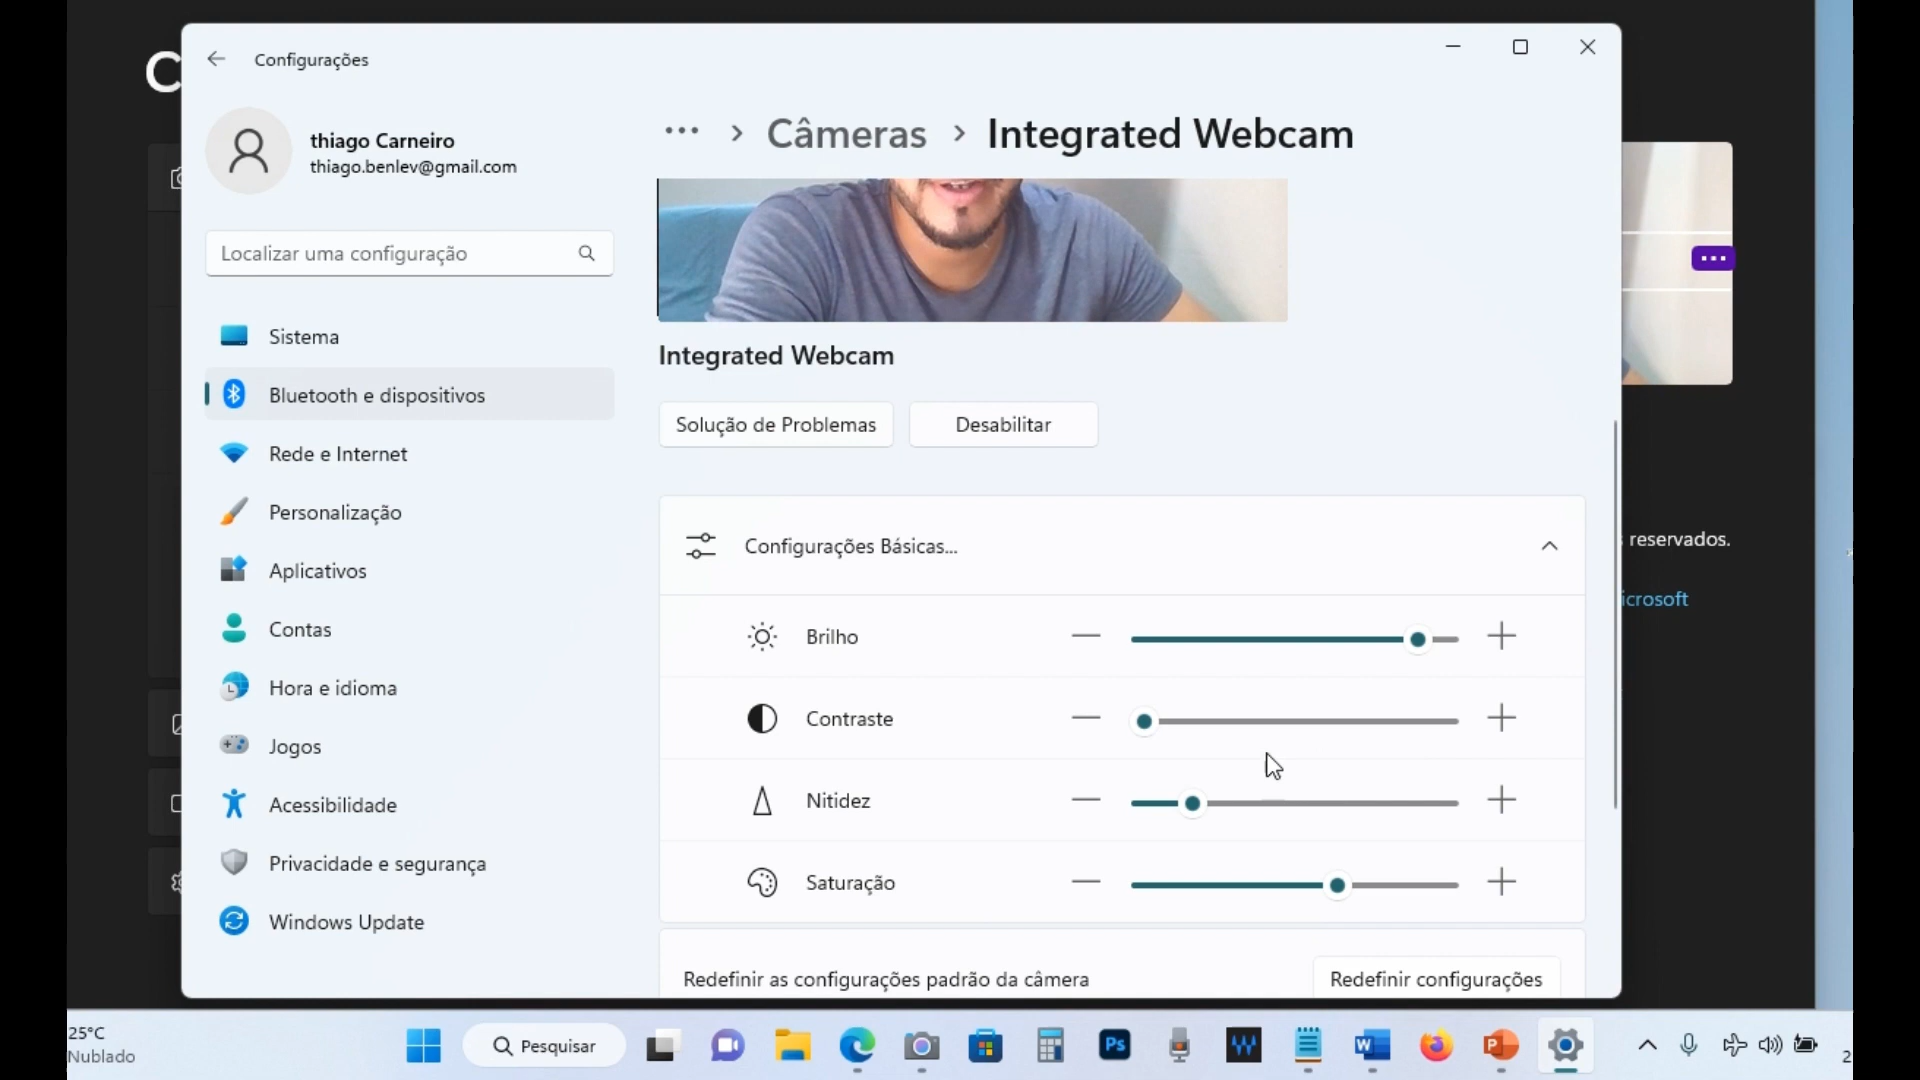 C
Configurações
thiago Carneiro
thiago.benlev@gmail.com
Localizar uma configuração
Sistema
Bluetooth e dispositivos
Rede e Internet
Personalização
Aplicativos
Contas
Hora e idioma
Jogos
Acessibilidade
Privacidade e segurança
Windows Update
... > Câmeras > Integrated Webcam
Integrated Webcam
Solução de Problemas
Desabilitar
Configurações Básicas...
Brilho
Contraste
Nitidez
Saturação
Redefinir as configurações padrão da câmera
Redefinir configurações
reservados.
icrosoft
25°C
Nublado
Pesquisar
Ps
W
P
2